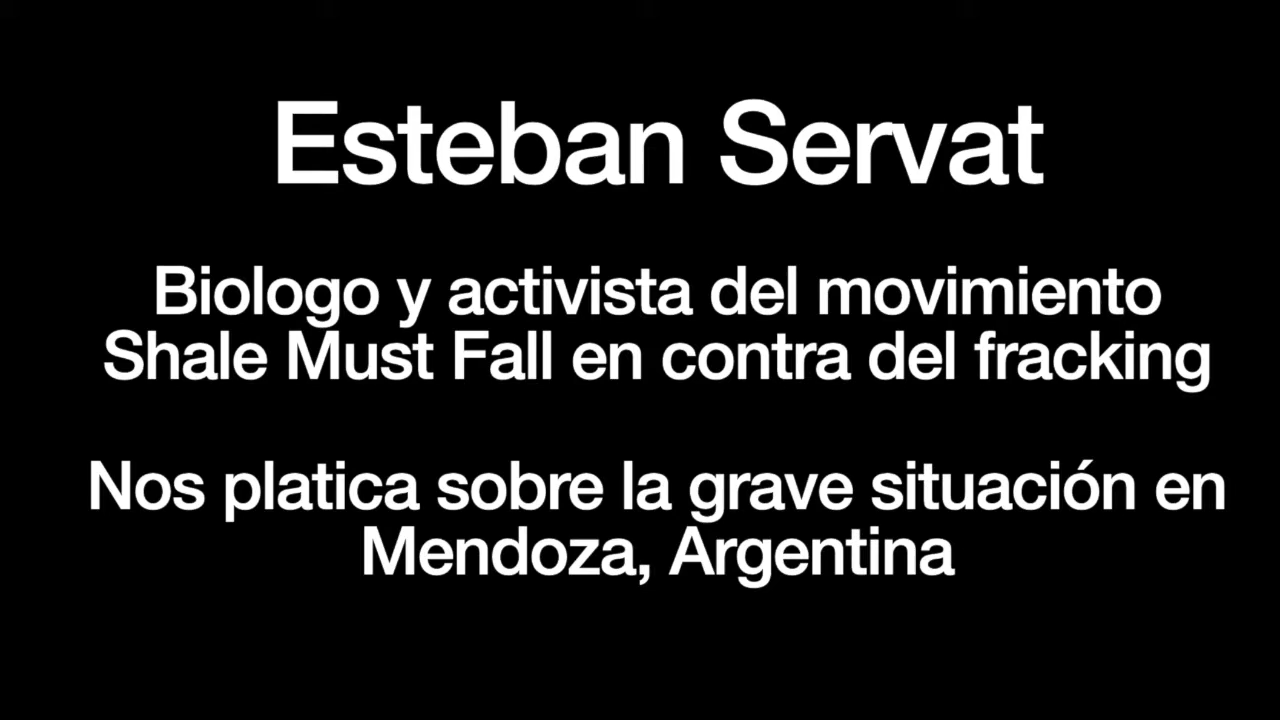 Esteban Servat
Biologo y activista del movimiento
Shale Must Fall en contra del fracking
Nos platica sobre la grave situación en
Mendoza, Argentina